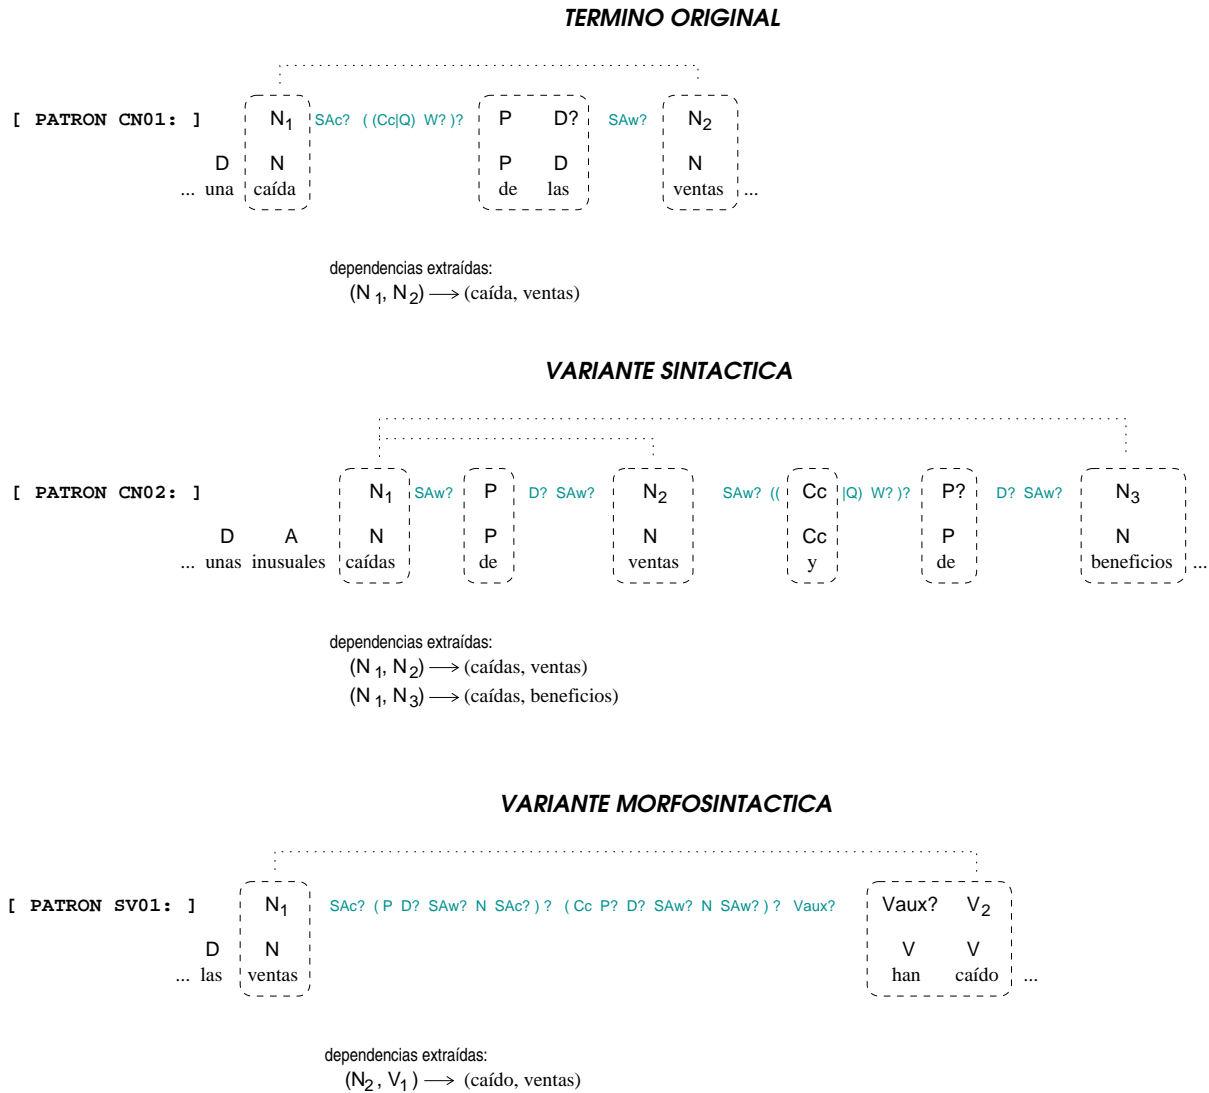 TERMINO ORIGINAL
[ PATRON CN01: ] N1 SAc? ( (Cc|Q) W? )? P D? SAw? N2
D N P D N
... una caída de las ventas ...
dependencias extraídas:
(N 1, N 2) → (caída, ventas)
VARIANTE SINTACTICA
[ PATRON CN02: ] N1 SAw? P D? SAw? N2 SAw? (( Cc |Q) W? )? P? D? SAw? N3
D A N P N Cc P N
... unas inusuales caídas de ventas y de beneficios ...
dependencias extraídas:
(N 1, N 2) → (caídas, ventas)
(N 1, N 3) → (caídas, beneficios)
VARIANTE MORFOSINTACTICA
[ PATRON SV01: ] N1 SAc? ( P D? SAw? N SAc? ) ? ( Cc P? D? SAw? N SAw? ) ? Vaux? Vaux? V2
D N V V
... las ventas han caído ...
dependencias extraídas:
(N2 , V1 ) → (caído, ventas)